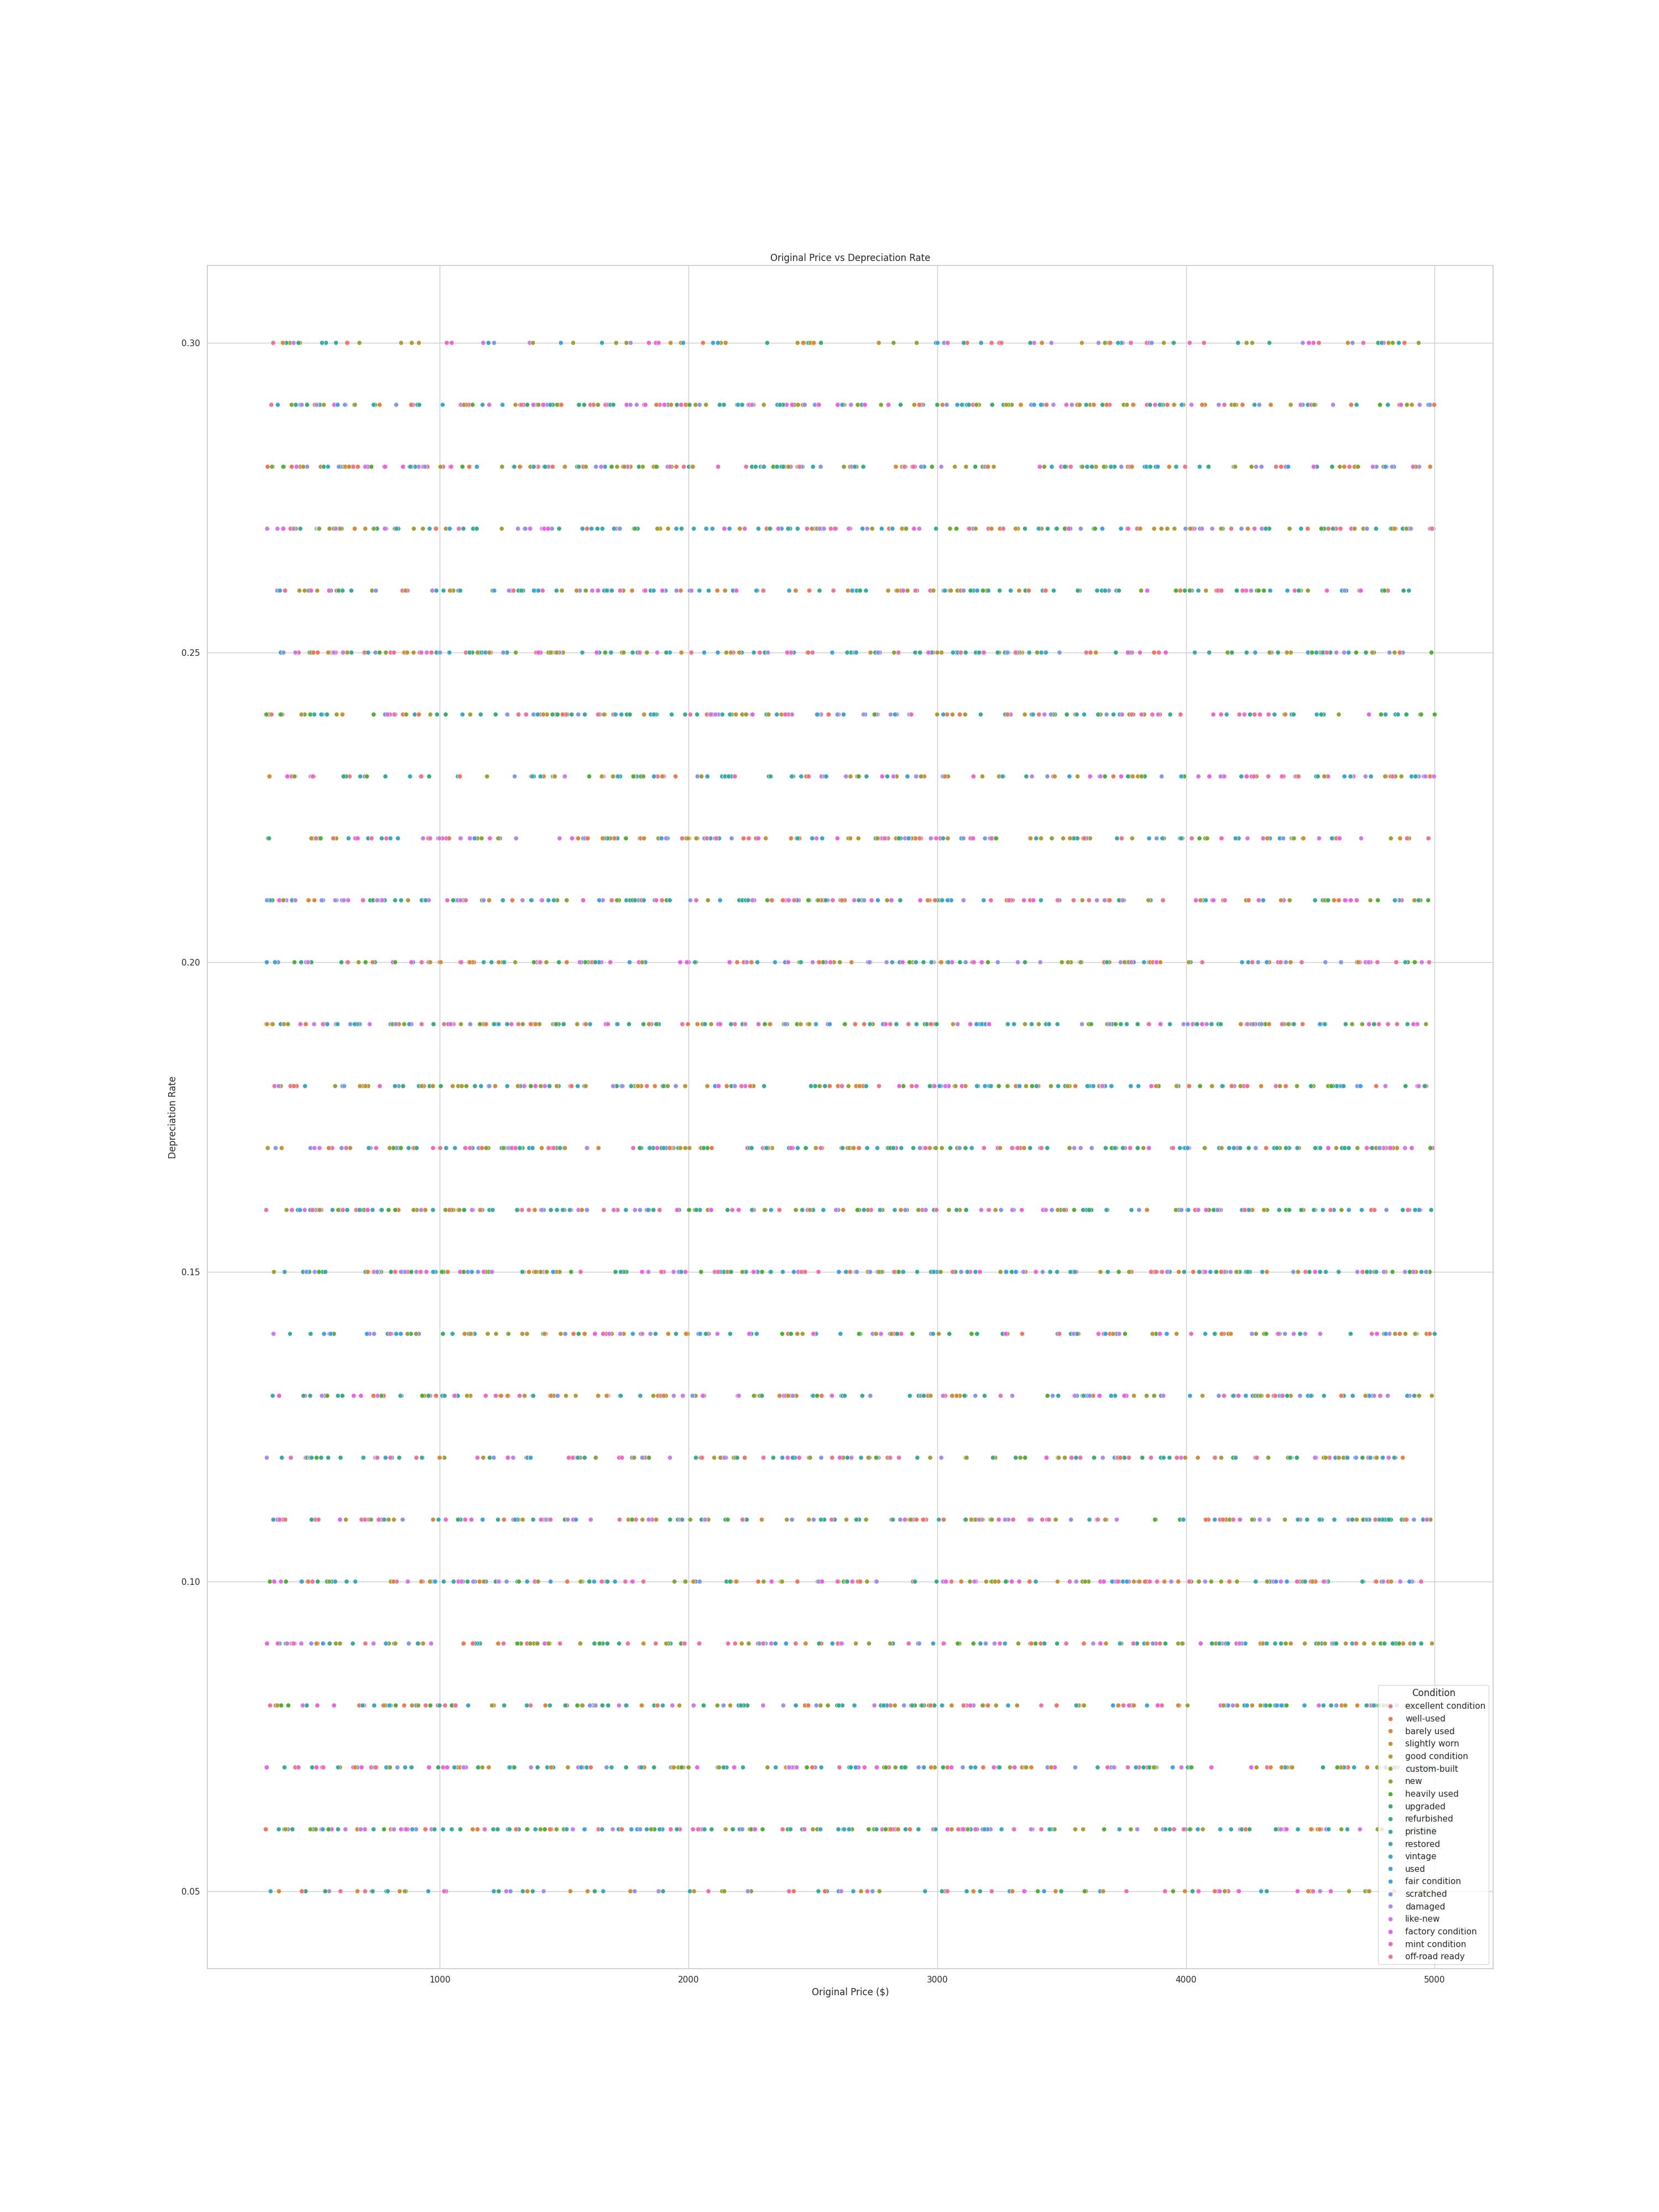 Original Price vs Depreciation Rate
0.30
0.25
0.20
0.15
0.10
0.05
Depreciation Rate
Condition
excellent condition
well-used
barely used
slightly worn
good condition
custom-built
new
heavily used
upgraded
refurbished
pristine
restored
vintage
used
fair condition
scratched
damaged
like-new
factory condition
mint condition
off-road ready
1000 2000 3000 4000 5000
Original Price ($)